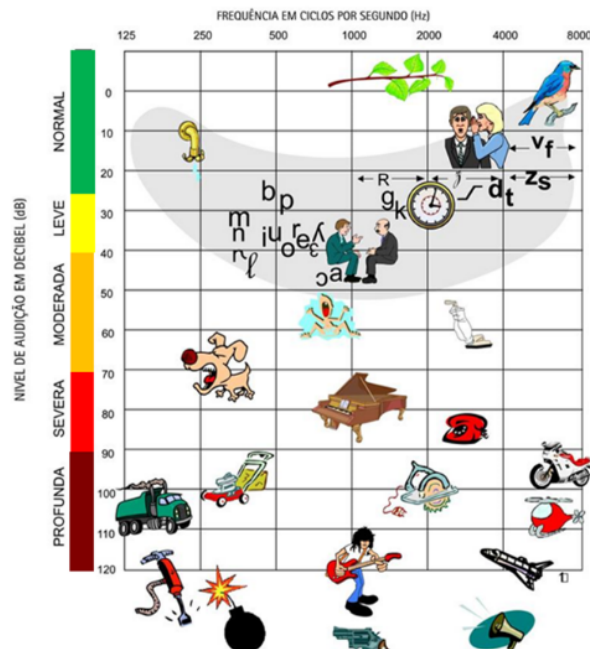 FREQUÊNCIA EM CICLOS POR SEGUNDO (Hz)
125 250 500 1000 2000 4000 8000
NIVEL DE AUDIÇÃO EM DECIBEL (dB)
NORMAL
LEVE
MODERADA
SEVERA
PROFUNDA
0
10
20
30
40
50
60
70
80
90
100
110
120
v f
R
z s
b p
g k
d t
m
n
i u o r e ɛ ʎ
ɔ a